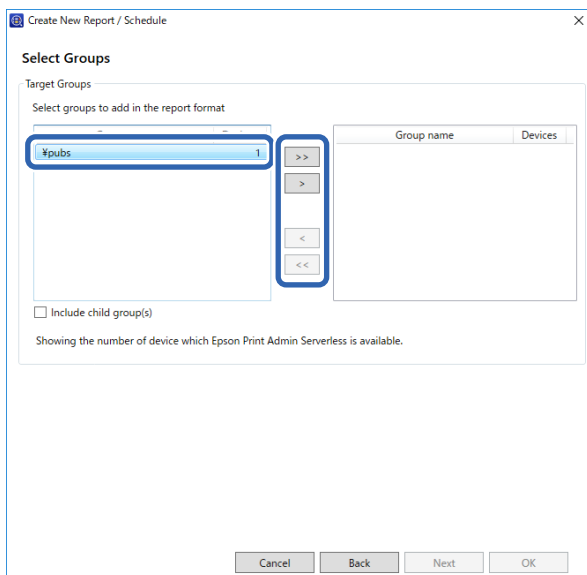 Create New Report / Schedule
Select Groups
Target Groups
Select groups to add in the report format
Group name Devices
¥pubs 1
>>
>
<
<<
Include child group(s)
Showing the number of device which Epson Print Admin Serverless is available.
Cancel Back Next OK